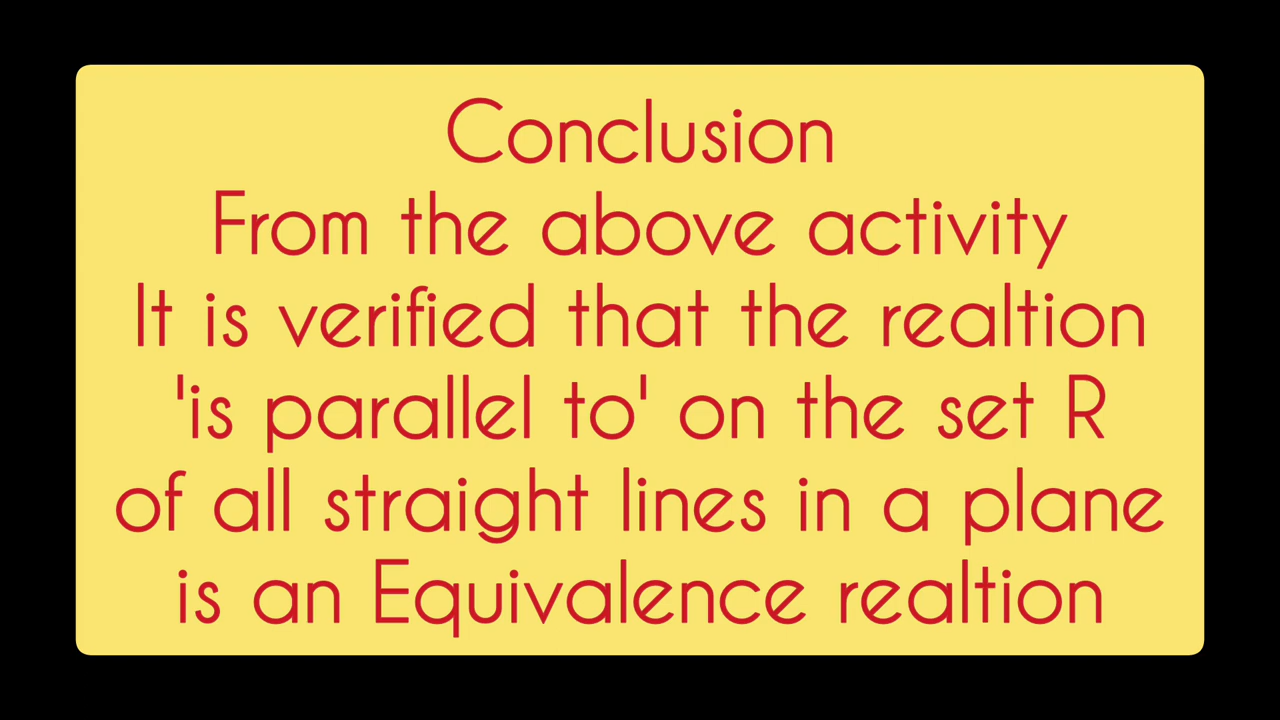 Conclusion
From the above activity
It is verified that the realtion
'is parallel to' on the set R
of all straight lines in a plane
is an Equivalence realtion